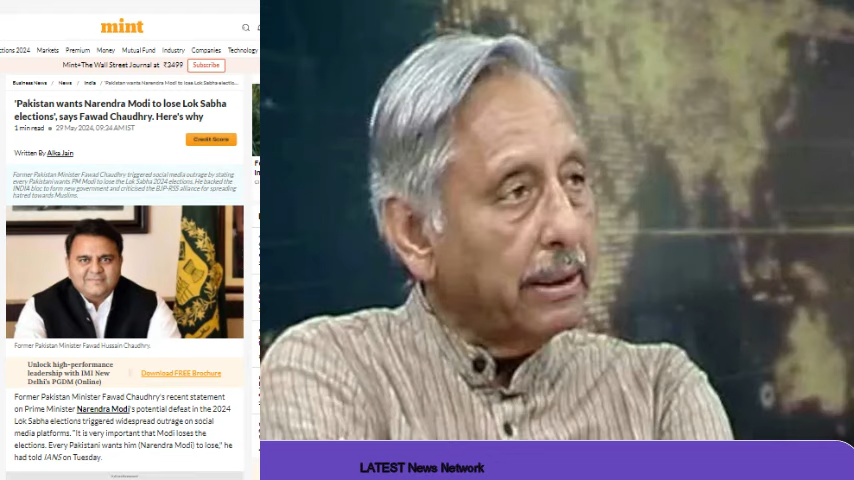 mint
ctions 2024 Markets Premium Money Mutual Fund Industry Companies Technology
Mint+The Wall Street Journal at ₹3499 Subscribe
Business News / News / India / 'Pakistan wants Narendra Modi to lose Lok Sabha electio...
'Pakistan wants Narendra Modi to lose Lok Sabha
elections', says Fawad Chaudhry. Here's why
1 min read • 29 May 2024, 09:34 AM IST
Credit Score
Written By Alka Jain
Former Pakistan Minister Fawad Chaudhry triggered social media outrage by stating
every Pakistani wants PM Modi to lose the Lok Sabha 2024 elections. He backed the
INDIA bloc to form new government and criticised the BJP-RSS alliance for spreading
hatred towards Muslims.
Former Pakistan Minister Fawad Hussain Chaudhry.
Unlock high-performance
leadership with IMI New
Delhi's PGDM (Online)
Download FREE Brochure
Former Pakistan Minister Fawad Chaudhry's recent statement
on Prime Minister Narendra Modi's potential defeat in the 2024
Lok Sabha elections triggered widespread outrage on social
media platforms. "It is very important that Modi loses the
elections. Every Pakistani wants him (Narendra Modi) to lose," he
had told IANS on Tuesday.
LATEST News Network